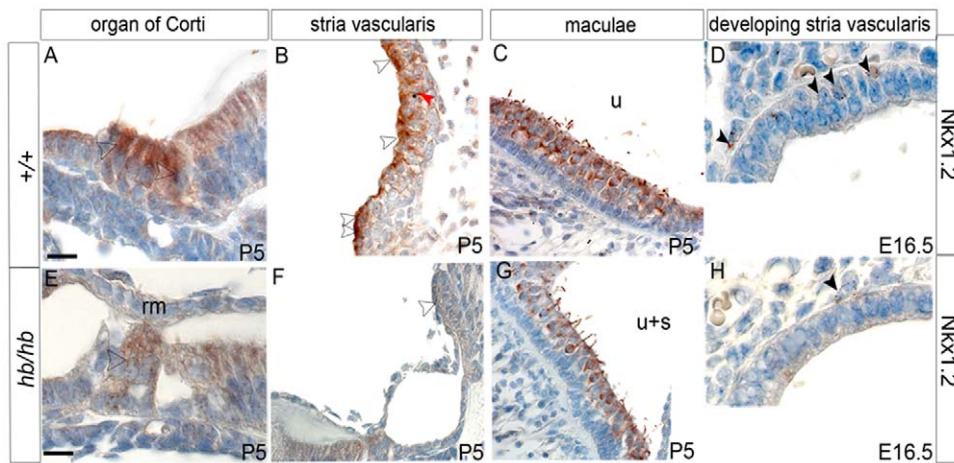 organ of Corti stria vascularis maculae developing stria vascularis
+/+
A B C D
u
Nkx1.2
P5 P5 P5 E16.5
hb/hb
E F G H
rm
u+s
Nkx1.2
P5 P5 P5 E16.5